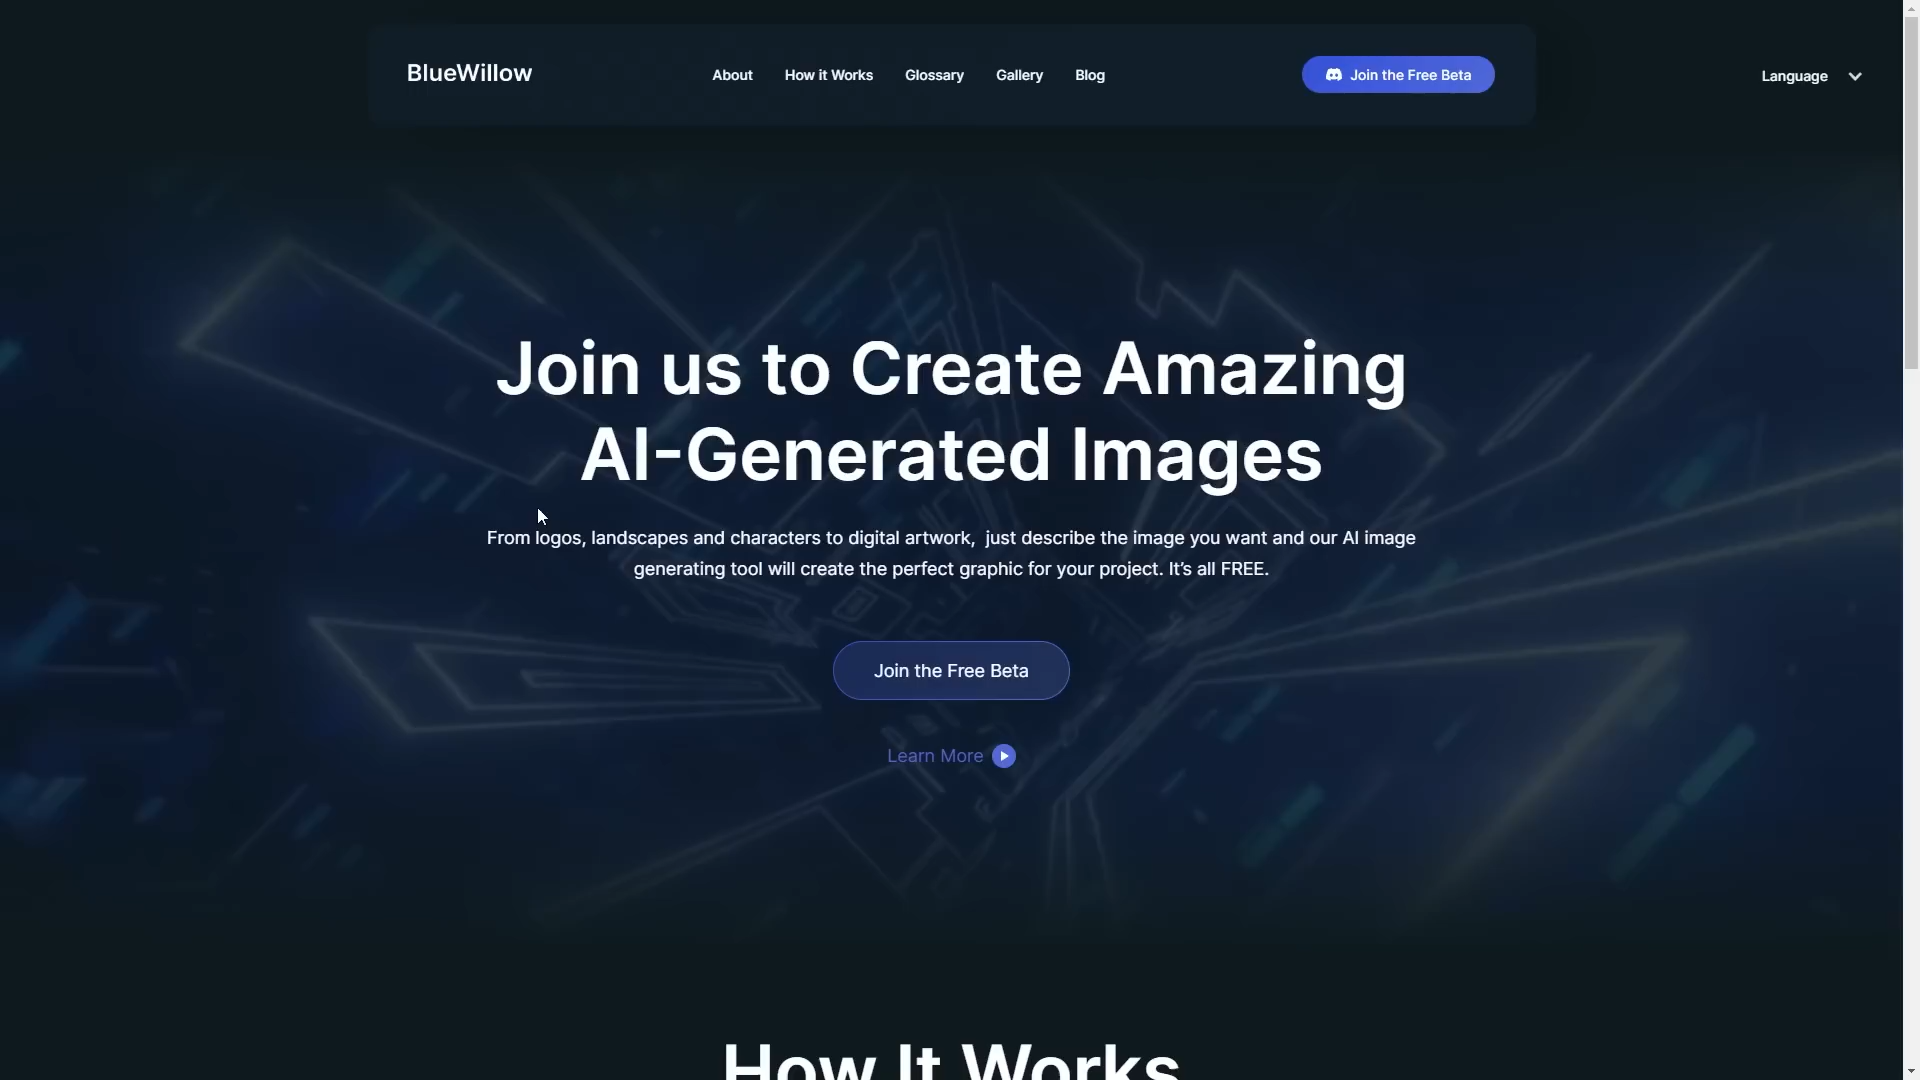 BlueWillow
About
How it Works
Glossary
Gallery
Blog
Join the Free Beta
Language
Join us to Create Amazing
AI-Generated Images
From logos, landscapes and characters to digital artwork,  just describe the image you want and our AI image
generating tool will create the perfect graphic for your project. It’s all FREE.
Join the Free Beta
Learn More
How It Works